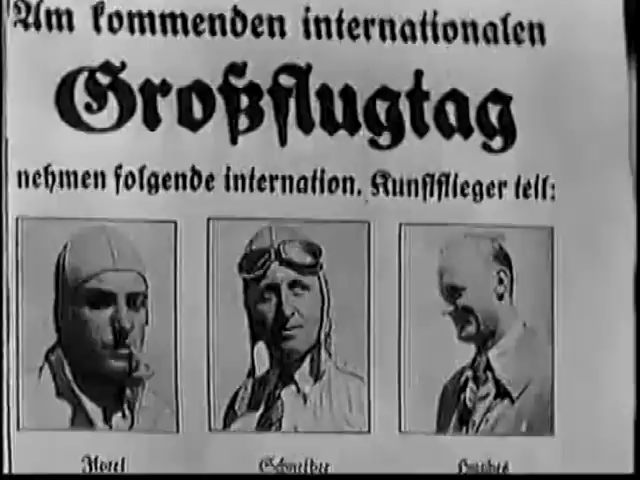 Am kommenden internationalen
Großflugtag
nehmen folgende internation. Kunstflieger teil: